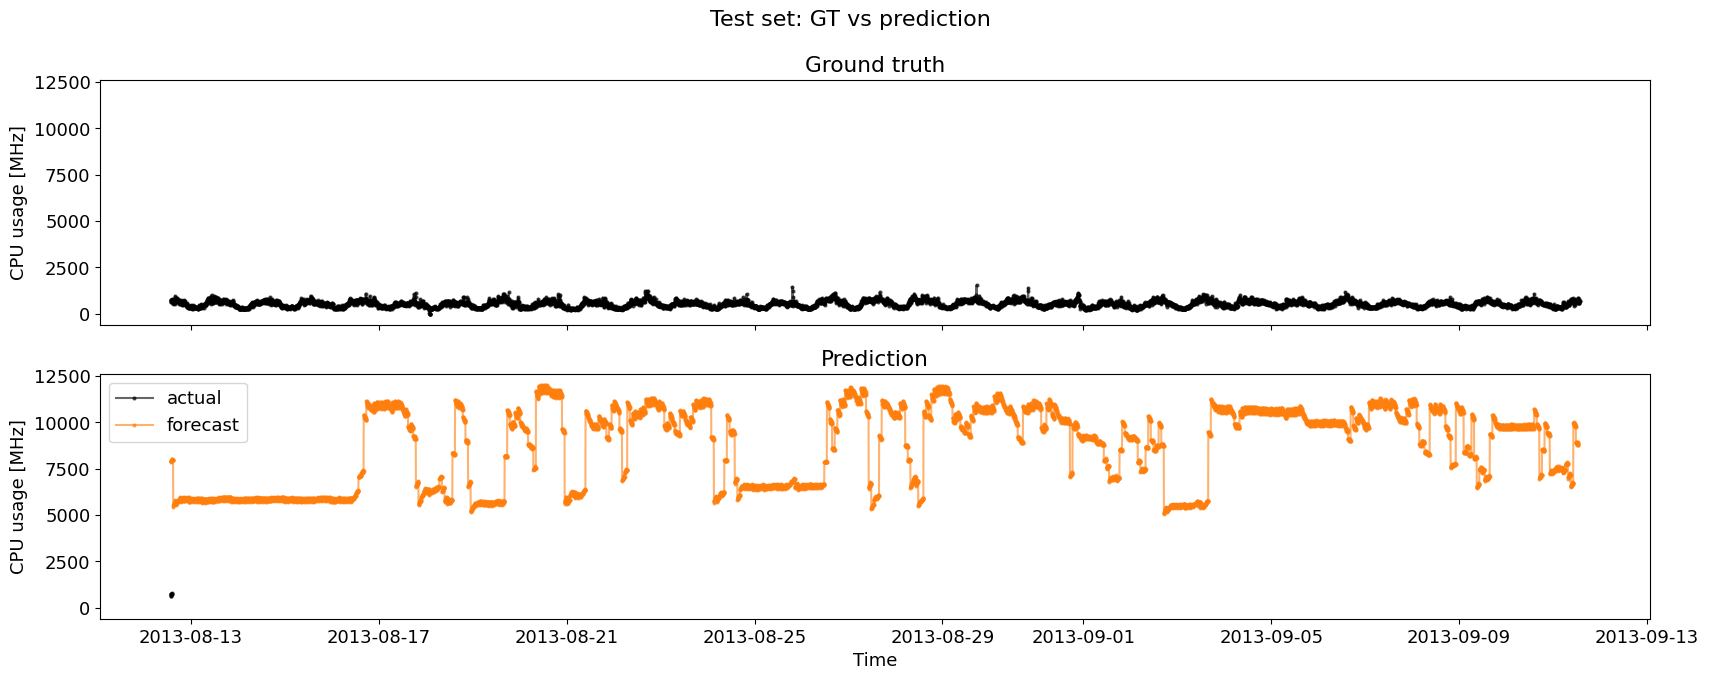 Test set: GT vs prediction
Ground truth
CPU usage [MHz]
12500
10000
7500
5000
2500
0
Prediction
CPU usage [MHz]
12500
10000
7500
5000
2500
0
actual
forecast
2013-08-13 2013-08-17 2013-08-21 2013-08-25 2013-08-29 2013-09-01 2013-09-05 2013-09-09 2013-09-13
Time